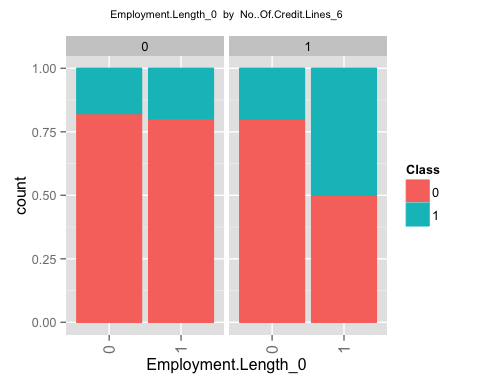 Employment.Length_0 by No..Of.Credit.Lines_6
0 1
1.00
0.75
0.50
0.25
0.00
count
0 1 0 1
Employment.Length_0
Class
0
1